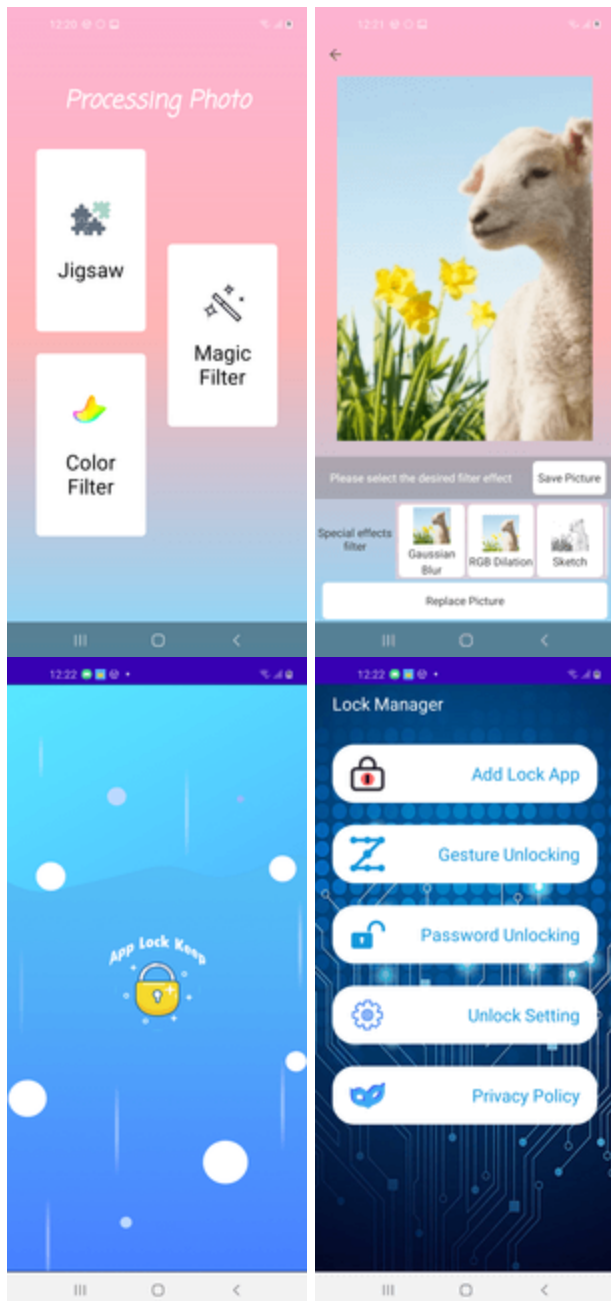 12:20
Processing Photo
Jigsaw
Magic
Filter
Color
Filter
12:21
Please select the desired filter effect
Save Picture
Special effects
filter
Gaussian
Blur
RGB Dilation
Sketch
Replace Picture
12:22
App Lock Keep
12:22
Lock Manager
Add Lock App
Gesture Unlocking
Password Unlocking
Unlock Setting
Privacy Policy